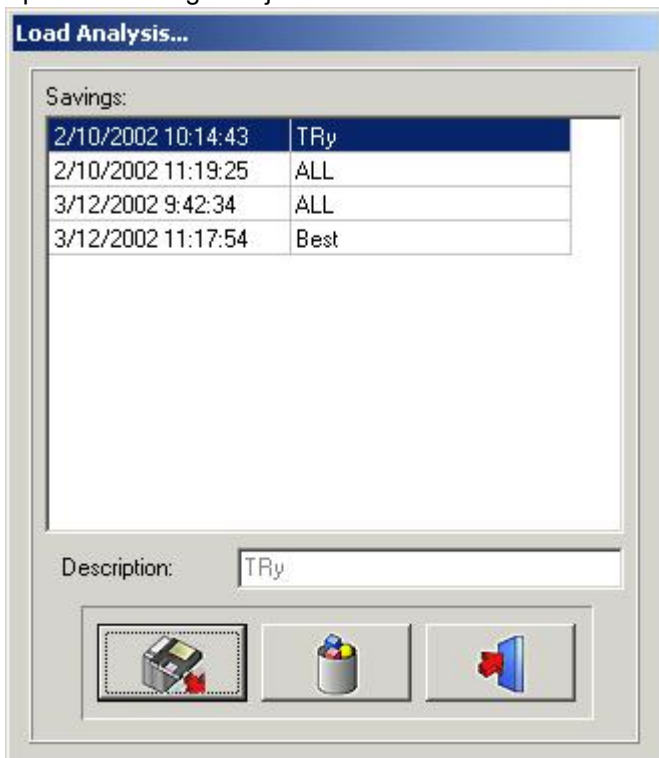 Load Analysis...
Savings:
2/10/2002 10:14:43 TRy
2/10/2002 11:19:25 ALL
3/12/2002 9:42:34 ALL
3/12/2002 11:17:54 Best
Description: TRy